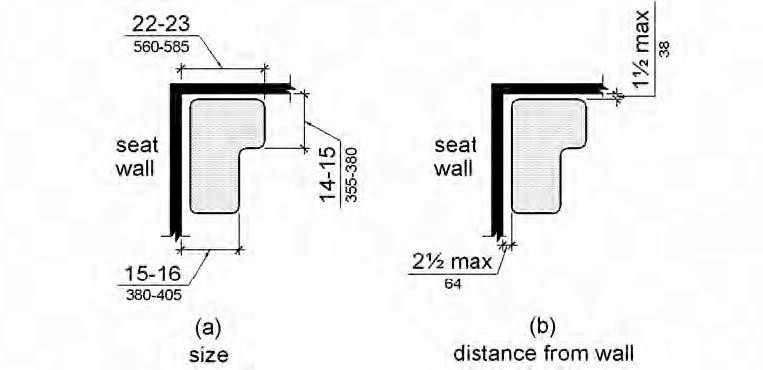 22-23
560-585
seat
wall
14-15
355-380
15-16
380-405
(a)
size
1½ max
38
seat
wall
2½ max
64
(b)
distance from wall